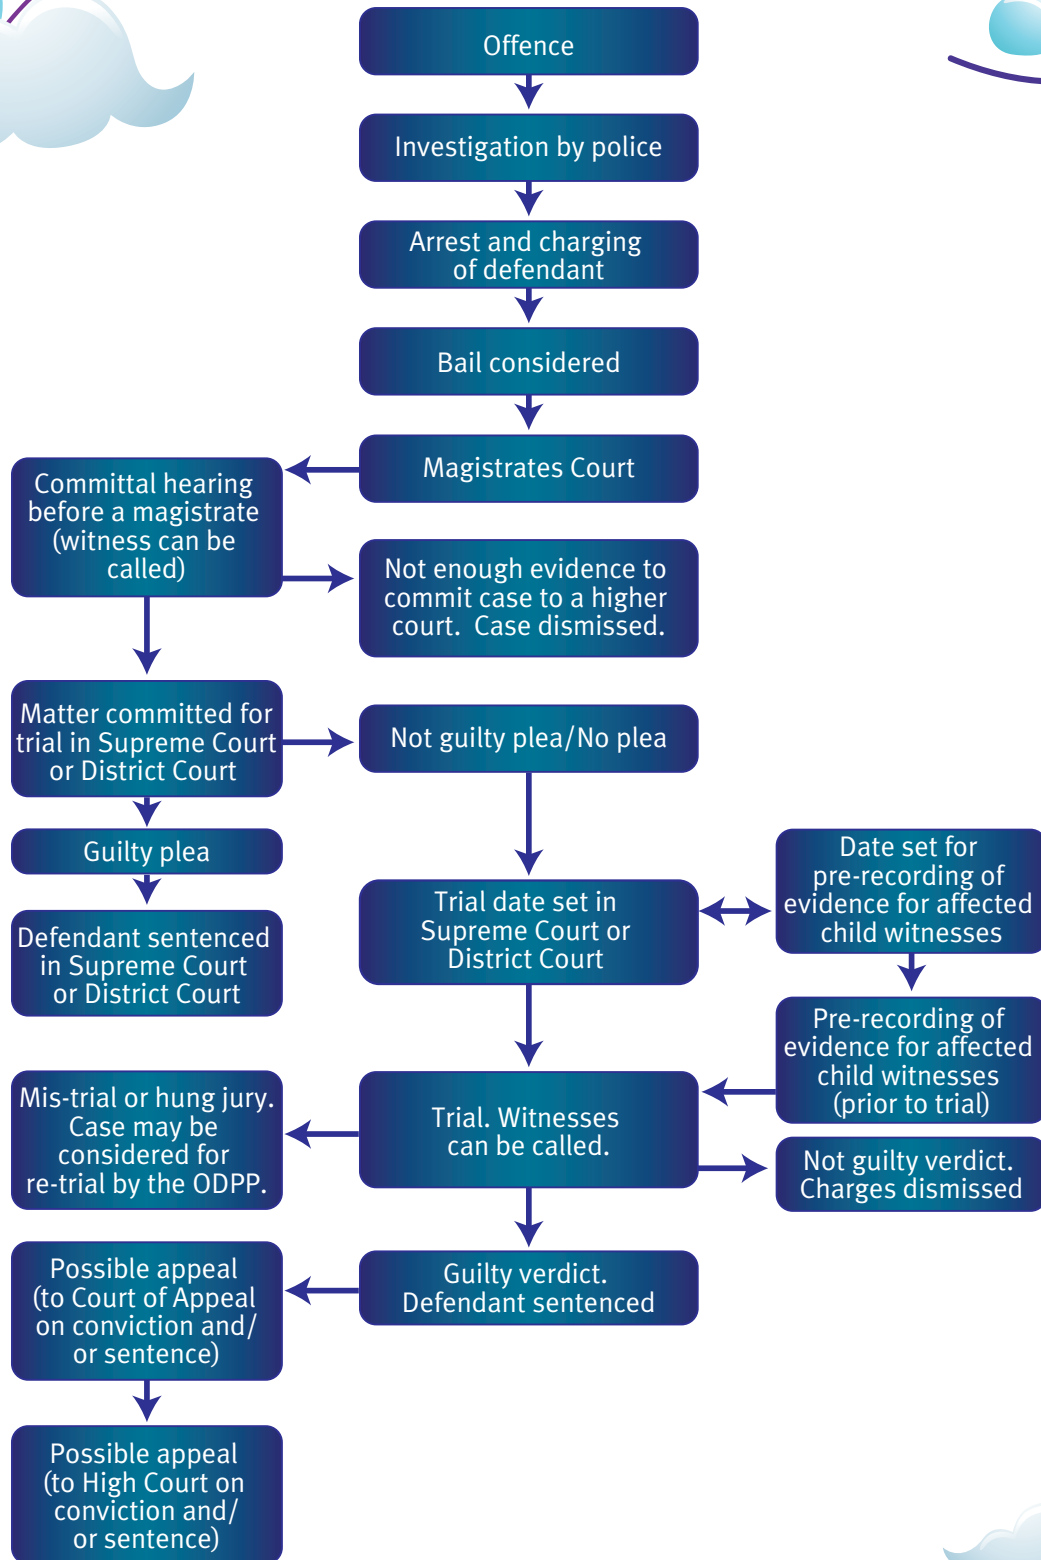 Offence
Investigation by police
Arrest and charging
of defendant
Bail considered
Magistrates Court
Committal hearing
before a magistrate
(witness can be
called)
Not enough evidence to
commit case to a higher
court.  Case dismissed.
Matter committed for
trial in Supreme Court
or District Court
Not guilty plea/No plea
Guilty plea
Defendant sentenced
in Supreme Court
or District Court
Trial date set in
Supreme Court or
District Court
Date set for
pre-recording of
evidence for affected
child witnesses
Pre-recording of
evidence for affected
child witnesses
(prior to trial)
Mis-trial or hung jury.
Case may be
considered for
re-trial by the ODPP.
Trial. Witnesses
can be called.
Not guilty verdict.
Charges dismissed
Guilty verdict.
Defendant sentenced
Possible appeal
(to Court of Appeal
on conviction and/
or sentence)
Possible appeal
(to High Court on
conviction and/
or sentence)